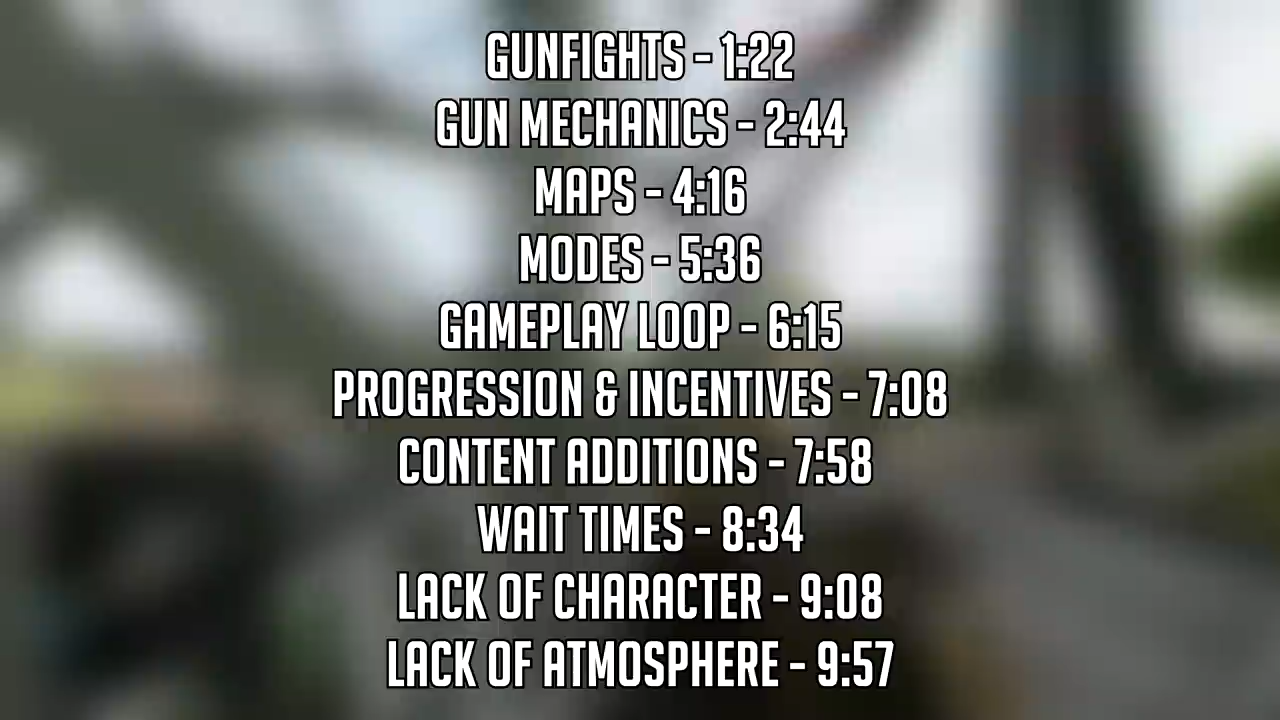 GUNFIGHTS - 1:22
GUN MECHANICS - 2:44
MAPS - 4:16
MODES - 5:36
GAMEPLAY LOOP - 6:15
PROGRESSION & INCENTIVES - 7:08
CONTENT ADDITIONS - 7:58
WAIT TIMES - 8:34
LACK OF CHARACTER - 9:08
LACK OF ATMOSPHERE - 9:57